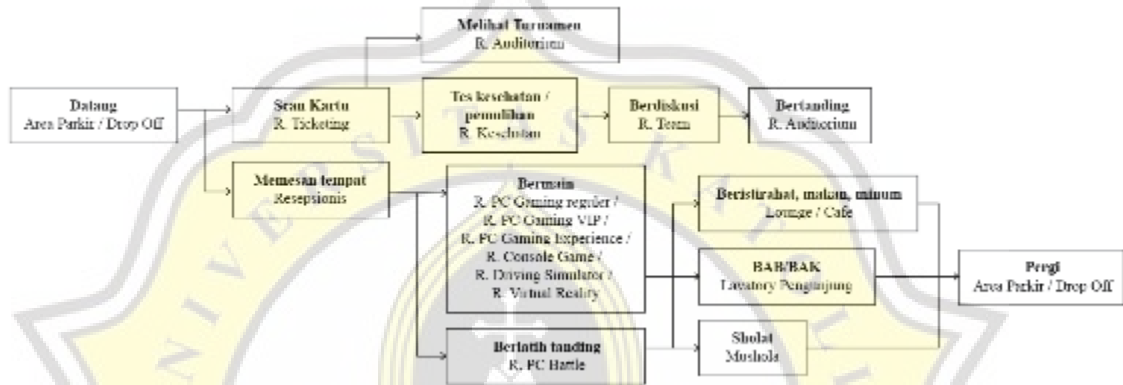 Melihat Turnamen
R. Auditorium
Datang
Area Parkir / Drop Off
Scan Kartu
R. Ticketing
Tes kesehatan /
pemulihan
R. Kesehatan
Berdiskusi
R. Team
Bertanding
R. Auditorium
Memesan tempat
Resepsionis
Bermain
R. PC Gaming reguler /
R. PC Gaming VIP /
R. PC Gaming Experience /
R. Console Game /
R. Driving Simulator /
R. Virtual Reality
Beristirahat, makan, minum
Lounge / Cafe
BAB/BAK
Lavatory Pengunjung
Pergi
Area Parkir / Drop Off
Berlatih tanding
R. PC Battle
Sholat
Mushola
UNIVERSITAS KATOLI